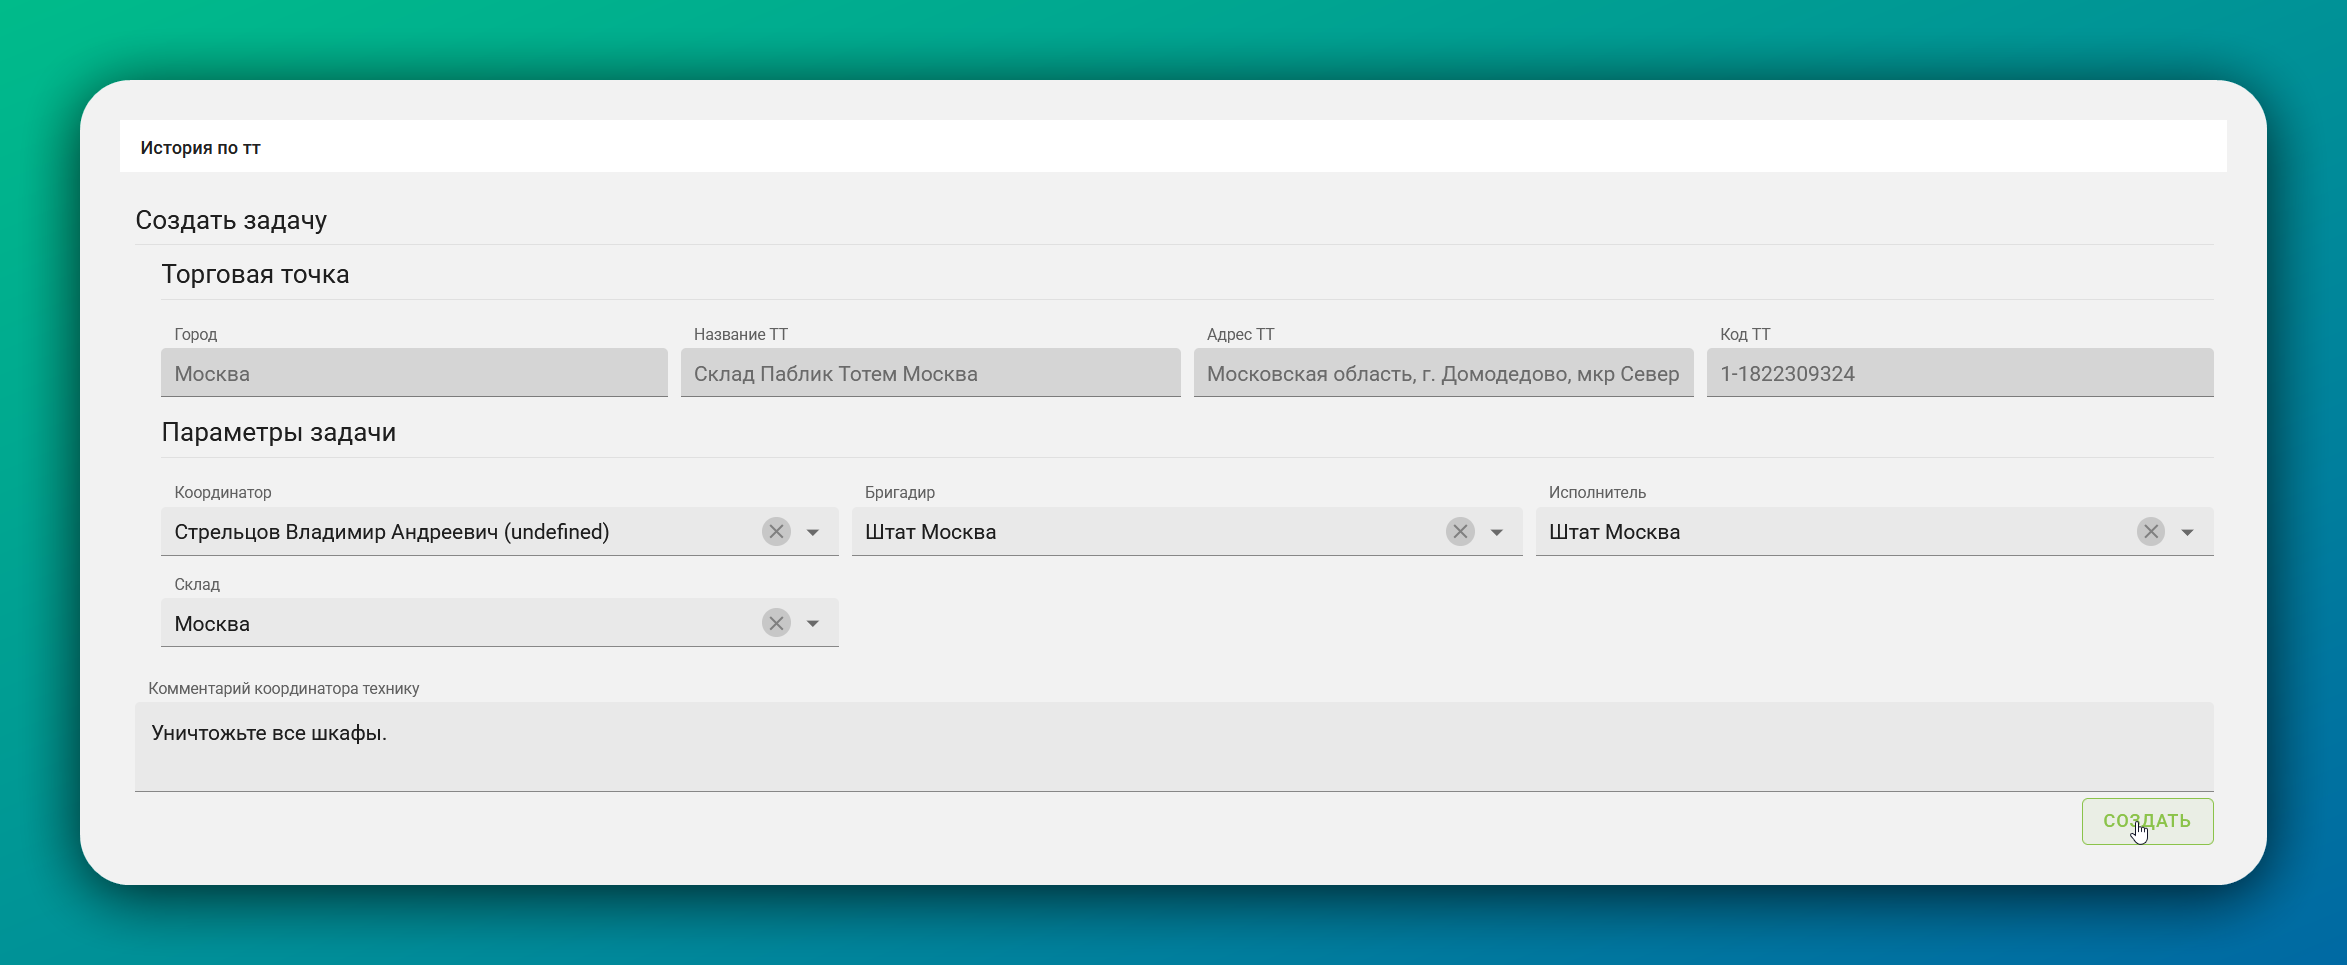 История по тт
Создать задачу
Торговая точка
Город Название ТТ Адрес ТТ Код ТТ
Москва Склад Паблик Тотем Москва Московская область, г. Домодедово, мкр Север 1-1822309324
Параметры задачи
Координатор Бригадир Исполнитель
Стрельцов Владимир Андреевич (undefined) Штат Москва Штат Москва
Склад
Москва
Комментарий координатора технику
Уничтожьте все шкафы.
СОЗДАТЬ